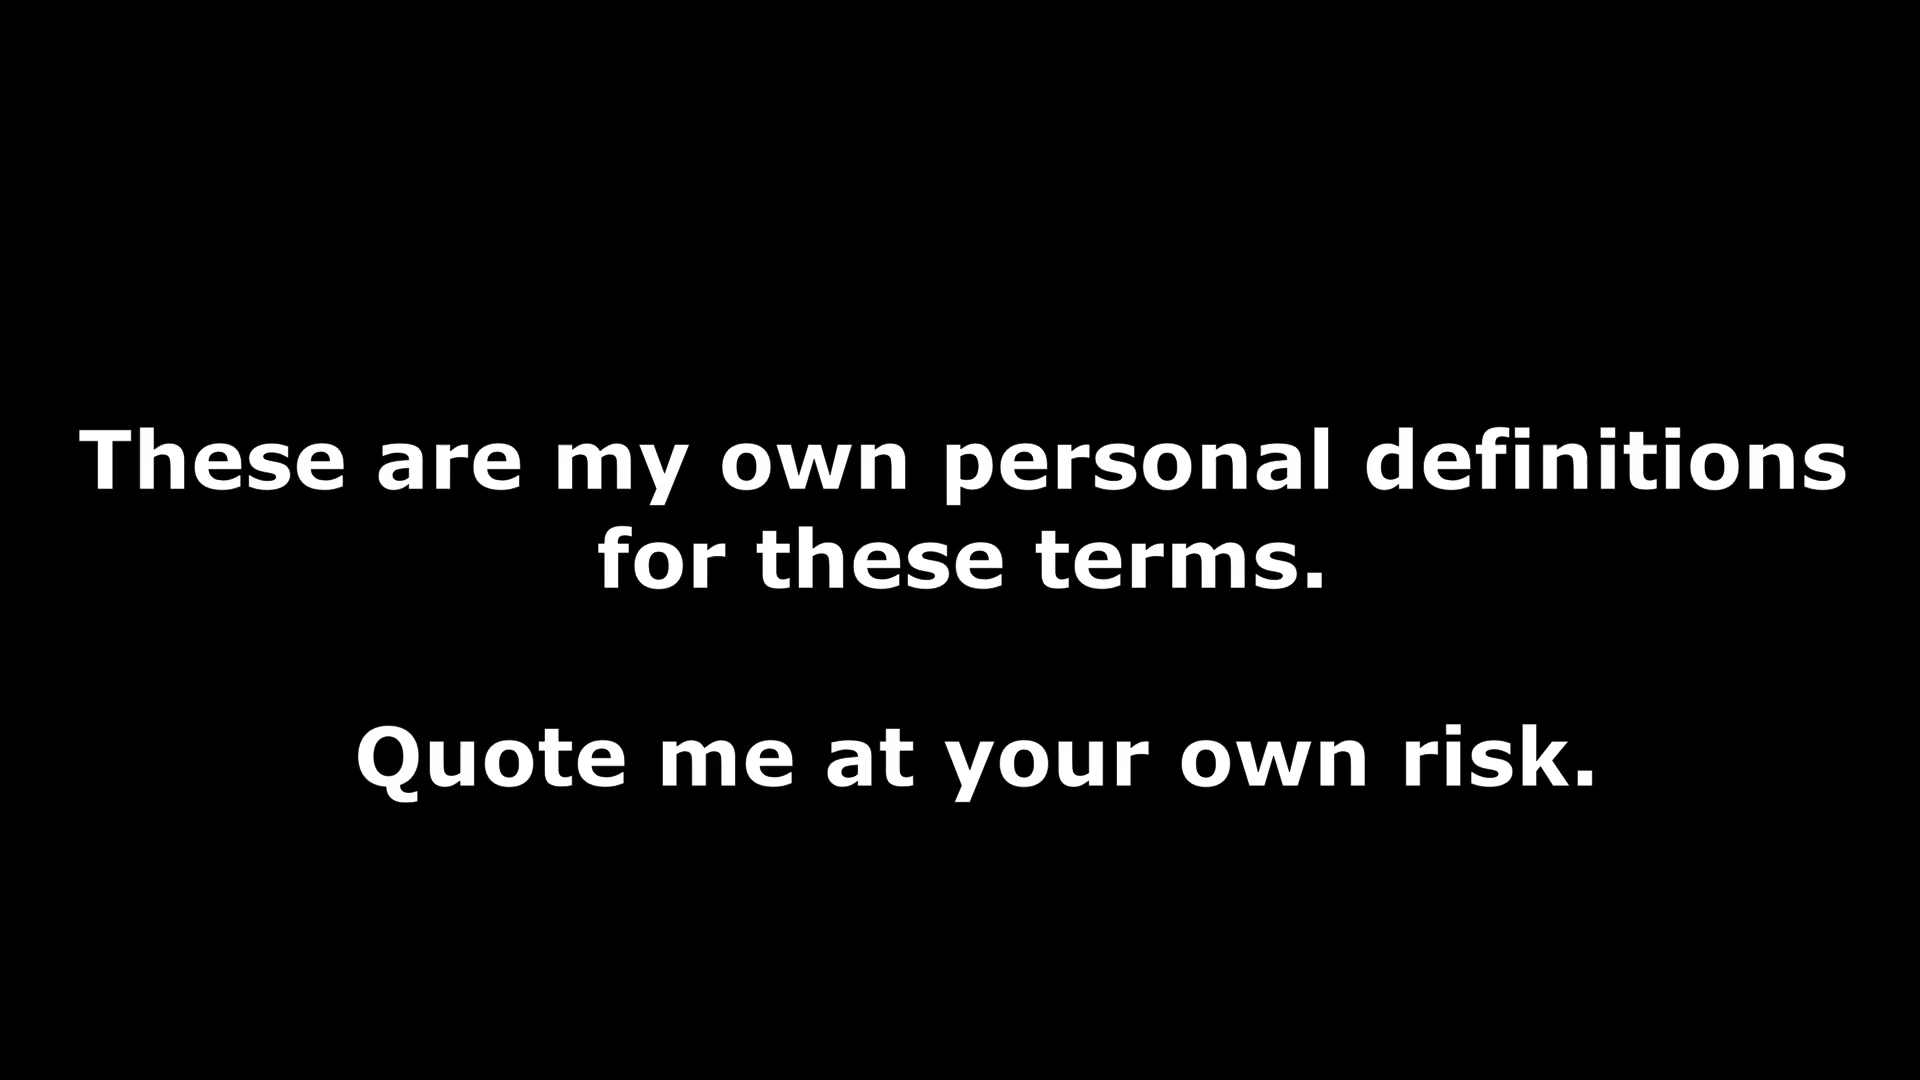 These are my own personal definitions
for these terms.
Quote me at your own risk.